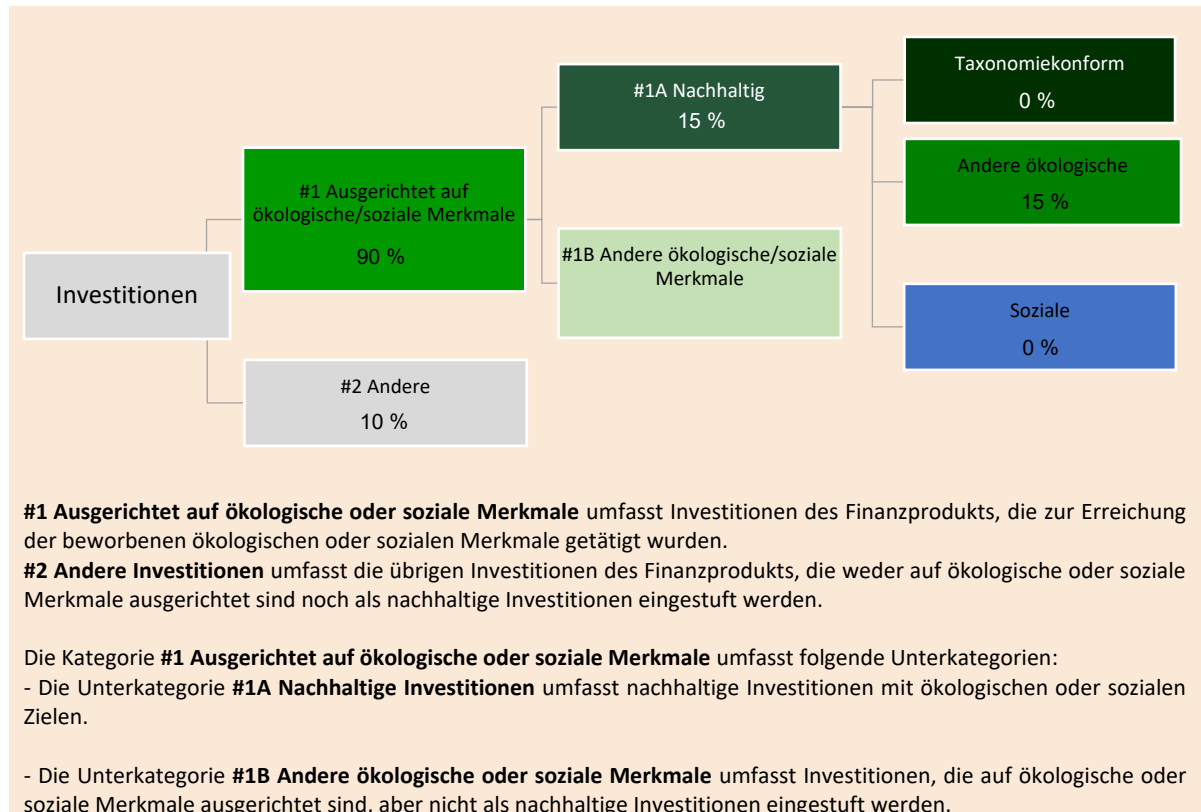 Investitionen
#1 Ausgerichtet auf
ökologische/soziale Merkmale
90 %
#2 Andere
10 %
#1A Nachhaltig
15 %
#1B Andere ökologische/soziale
Merkmale
Taxonomiekonform
0 %
Andere ökologische
15 %
Soziale
0 %
#1 Ausgerichtet auf ökologische oder soziale Merkmale umfasst Investitionen des Finanzprodukts, die zur Erreichung
der beworbenen ökologischen oder sozialen Merkmale getätigt wurden.
#2 Andere Investitionen umfasst die übrigen Investitionen des Finanzprodukts, die weder auf ökologische oder soziale
Merkmale ausgerichtet sind noch als nachhaltige Investitionen eingestuft werden.
Die Kategorie #1 Ausgerichtet auf ökologische oder soziale Merkmale umfasst folgende Unterkategorien:
- Die Unterkategorie #1A Nachhaltige Investitionen umfasst nachhaltige Investitionen mit ökologischen oder sozialen
Zielen.
- Die Unterkategorie #1B Andere ökologische oder soziale Merkmale umfasst Investitionen, die auf ökologische oder
soziale Merkmale ausgerichtet sind, aber nicht als nachhaltige Investitionen eingestuft werden.